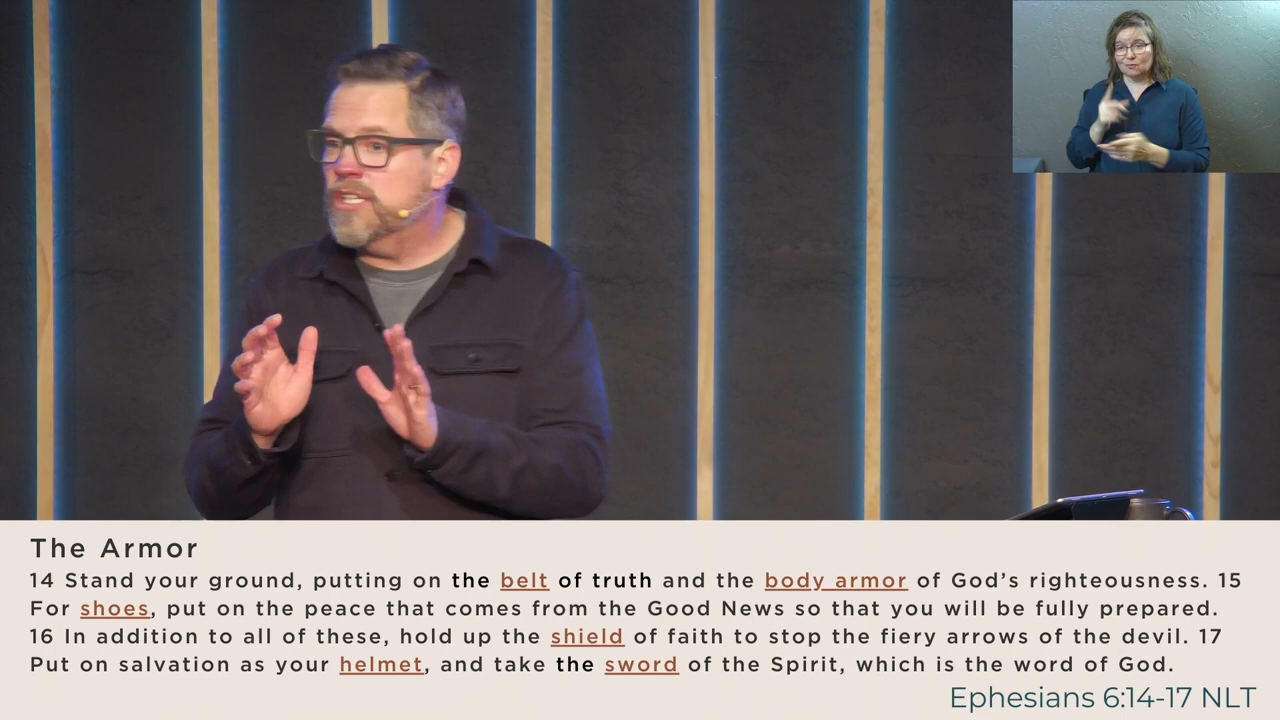 The Armor
14 Stand your ground, putting on the belt of truth and the body armor of God's righteousness. 15
For shoes, put on the peace that comes from the Good News so that you will be fully prepared.
16 In addition to all of these, hold up the shield of faith to stop the fiery arrows of the devil. 17
Put on salvation as your helmet, and take the sword of the Spirit, which is the word of God.
Ephesians 6:14-17 NLT